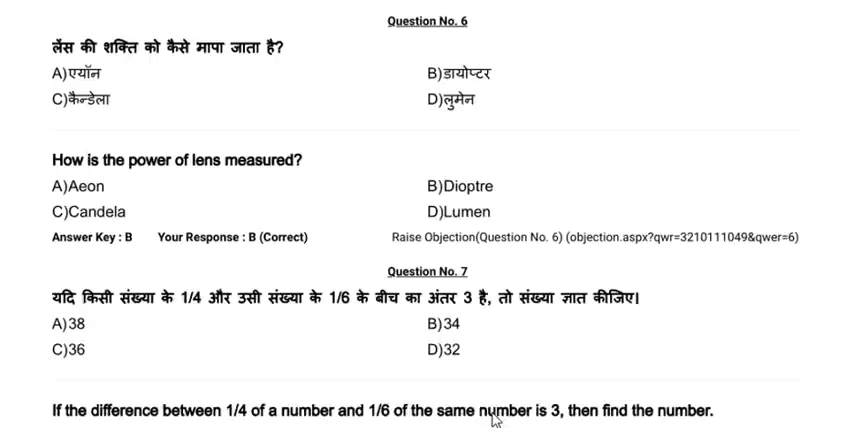 Question No. 6
लेंस की शक्ति को कैसे मापा जाता है?
A)एयॉन B)डायोप्टर
C)कैन्डेला D)लुमेन
How is the power of lens measured?
A)Aeon B)Dioptre
C)Candela D)Lumen
Answer Key : B Your Response : B (Correct) Raise Objection(Question No. 6) (objection.aspx?qwr=3210111049&qwer=6)
Question No. 7
यदि किसी संख्या के 1/4 और उसी संख्या के 1/6 के बीच का अंतर 3 है, तो संख्या ज्ञात कीजिए।
A)38 B)34
C)36 D)32
If the difference between 1/4 of a number and 1/6 of the same number is 3, then find the number.